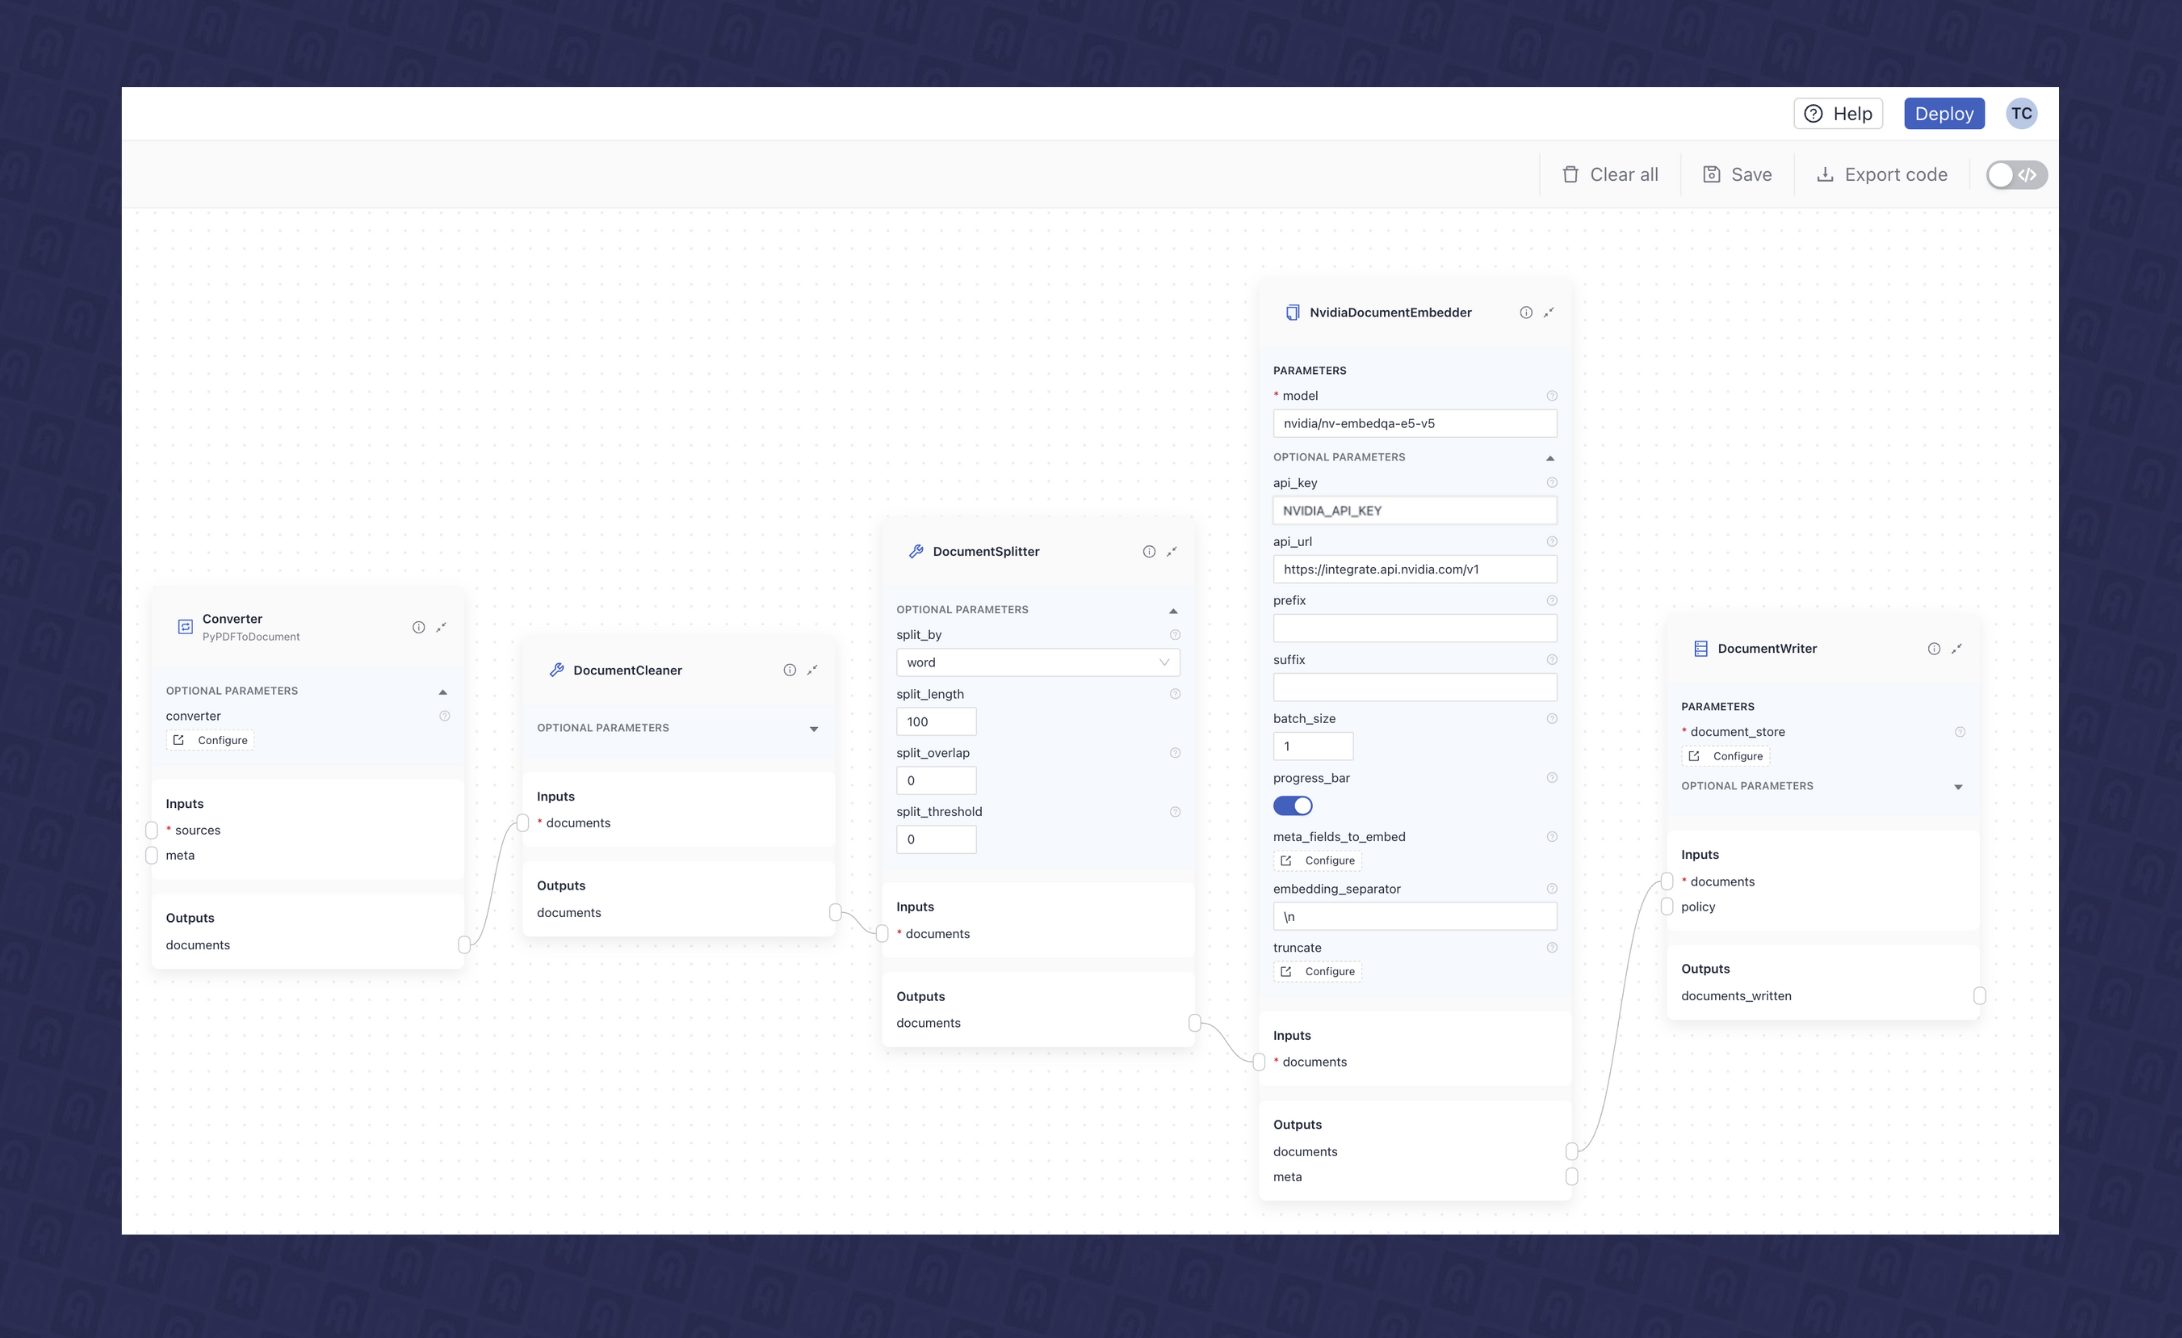 Help
Deploy
TC
Clear all
Save
Export code
Converter
PyPDFToDocument
OPTIONAL PARAMETERS
converter
Configure
Inputs
* sources
meta
Outputs
documents
DocumentCleaner
OPTIONAL PARAMETERS
Inputs
* documents
Outputs
documents
DocumentSplitter
OPTIONAL PARAMETERS
split_by
word
split_length
100
split_overlap
0
split_threshold
0
Inputs
* documents
Outputs
documents
NvidiaDocumentEmbedder
PARAMETERS
* model
nvidia/nv-embedqa-e5-v5
OPTIONAL PARAMETERS
api_key
NVIDIA_API_KEY
api_url
https://integrate.api.nvidia.com/v1
prefix
suffix
batch_size
1
progress_bar
meta_fields_to_embed
Configure
embedding_separator
\n
truncate
Configure
Inputs
* documents
Outputs
documents
meta
DocumentWriter
PARAMETERS
* document_store
Configure
OPTIONAL PARAMETERS
Inputs
* documents
policy
Outputs
documents_written